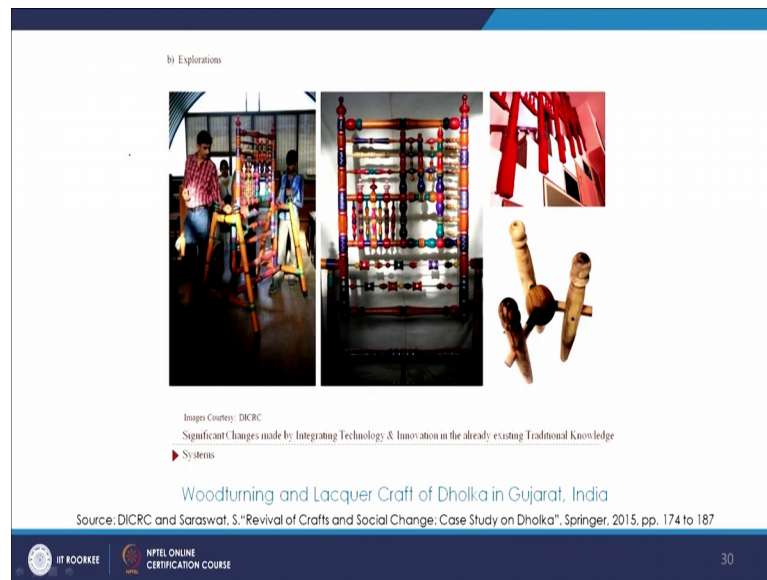 b) Explorations
Images Courtesy: DICRC
Significant Changes made by Integrating Technology & Innovation in the already existing Traditional Knowledge
Systems
Woodturning and Lacquer Craft of Dholka in Gujarat, India
Source: DICRC and Saraswat, S."Revival of Crafts and Social Change: Case Study on Dholka", Springer, 2015, pp. 174 to 187
IIT ROORKEE
NPTEL ONLINE
CERTIFICATION COURSE
30